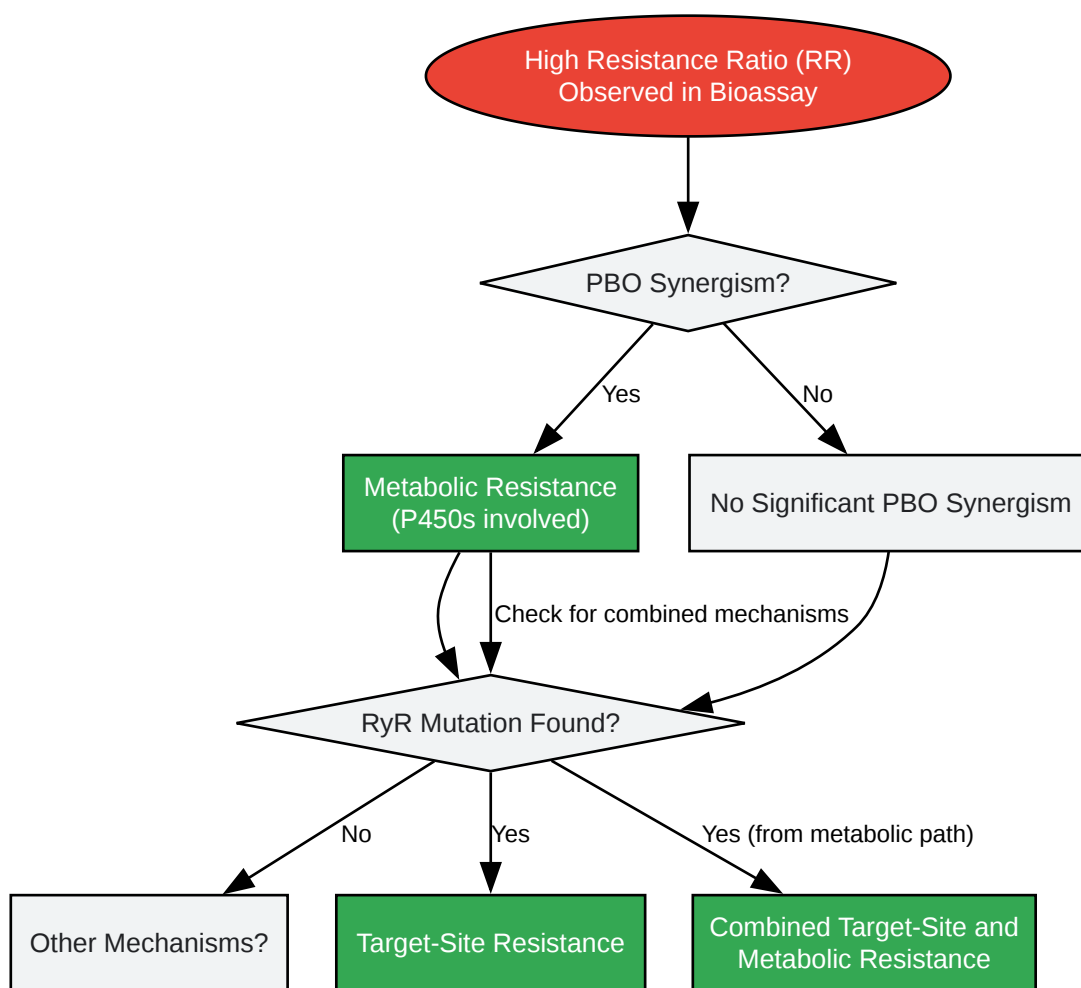 High Resistance Ratio (RR)
Observed in Bioassay
PBO Synergism?
Yes
No
Metabolic Resistance
(P450s involved)
No Significant PBO Synergism
Check for combined mechanisms
RyR Mutation Found?
No
Yes
Yes (from metabolic path)
Other Mechanisms?
Target-Site Resistance
Combined Target-Site and
Metabolic Resistance